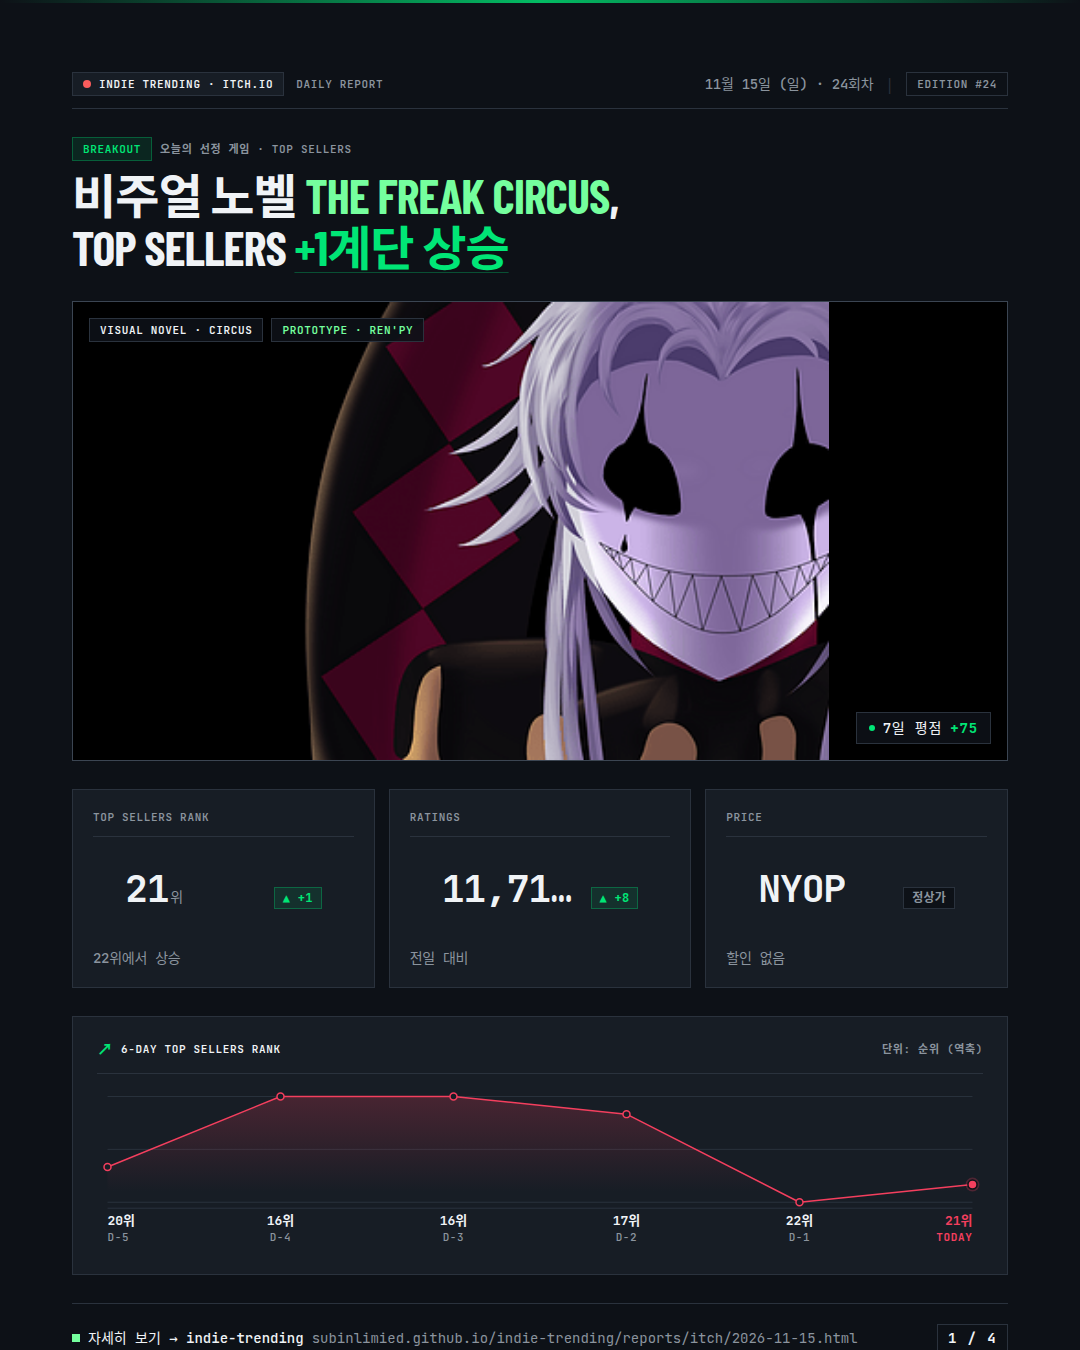 INDIE TRENDING · ITCH.IO DAILY REPORT 11월 15일 (일) · 24회차 EDITION #24
BREAKOUT 오늘의 선정 게임 · TOP SELLERS
비주얼 노벨 THE FREAK CIRCUS,
TOP SELLERS +1계단 상승
VISUAL NOVEL · CIRCUS PROTOTYPE · REN'PY
7일 평점 +75
TOP SELLERS RANK
21위 ▲ +1
22위에서 상승
RATINGS
11,71… ▲ +8
전일 대비
PRICE
NYOP 정상가
할인 없음
↗ 6-DAY TOP SELLERS RANK 단위: 순위 (역축)
20위 16위 16위 17위 22위 21위
D-5 D-4 D-3 D-2 D-1 TODAY
자세히 보기 → indie-trending subinlimied.github.io/indie-trending/reports/itch/2026-11-15.html 1 / 4